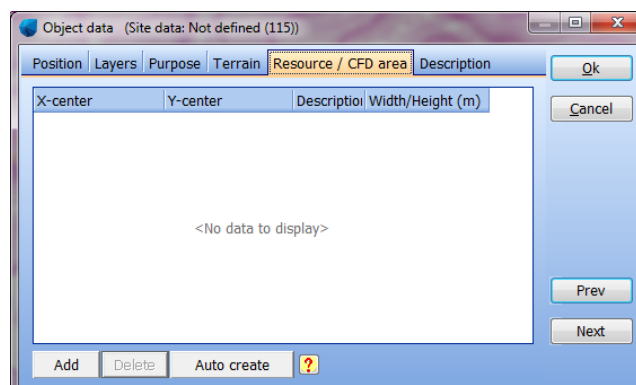 Object data (Site data: Not defined (115))
Position Layers Purpose Terrain Resource / CFD area Description
Ok
X-center Y-center Description Width/Height (m)
Cancel
<No data to display>
Prev
Next
Add Delete Auto create ?